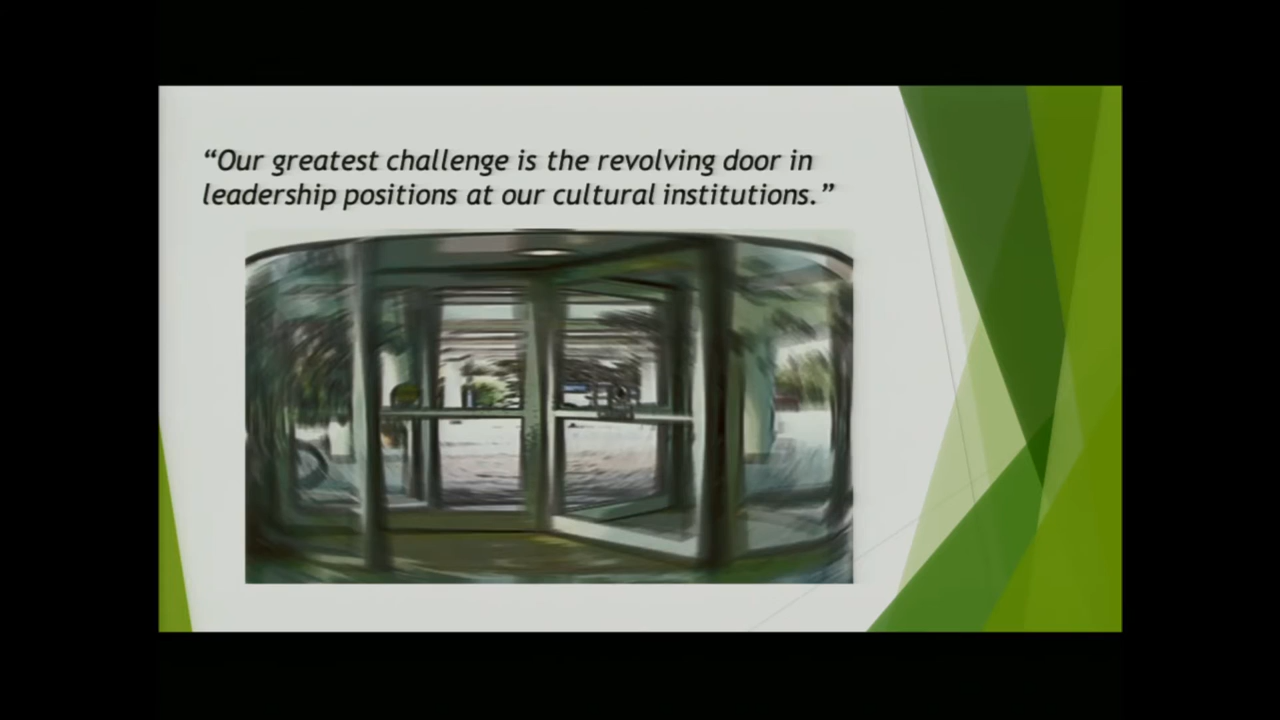 “Our greatest challenge is the revolving door in
leadership positions at our cultural institutions.”